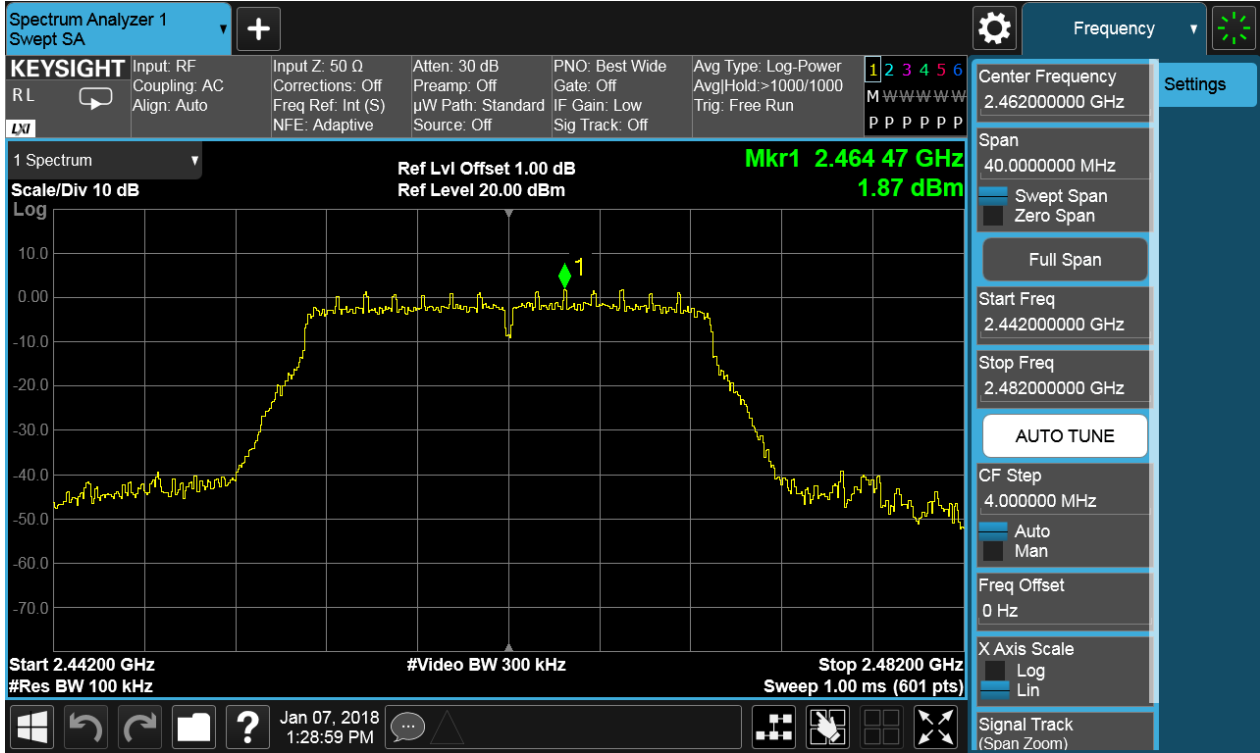 Spectrum Analyzer 1
Swept SA
Frequency
KEYSIGHT
RL
LXI
Input: RF
Coupling: AC
Align: Auto
Input Z: 50 Ω
Corrections: Off
Freq Ref: Int (S)
NFE: Adaptive
Atten: 30 dB
Preamp: Off
µW Path: Standard
Source: Off
PNO: Best Wide
Gate: Off
IF Gain: Low
Sig Track: Off
Avg Type: Log-Power
Avg|Hold:>1000/1000
Trig: Free Run
1 2 3 4 5 6
M W W W W W
P P P P P P
1 Spectrum
Scale/Div 10 dB
Log
Ref Lvl Offset 1.00 dB
Ref Level 20.00 dBm
Mkr1 2.464 47 GHz
1.87 dBm
1
10.0
0.00
-10.0
-20.0
-30.0
-40.0
-50.0
-60.0
-70.0
Start 2.44200 GHz
#Res BW 100 kHz
#Video BW 300 kHz
Stop 2.48200 GHz
Sweep 1.00 ms (601 pts)
Center Frequency
2.462000000 GHz
Span
40.0000000 MHz
Swept Span
Zero Span
Full Span
Start Freq
2.442000000 GHz
Stop Freq
2.482000000 GHz
AUTO TUNE
CF Step
4.000000 MHz
Auto
Man
Freq Offset
0 Hz
X Axis Scale
Log
Lin
Signal Track
(Span Zoom)
Settings
?
Jan 07, 2018
1:28:59 PM